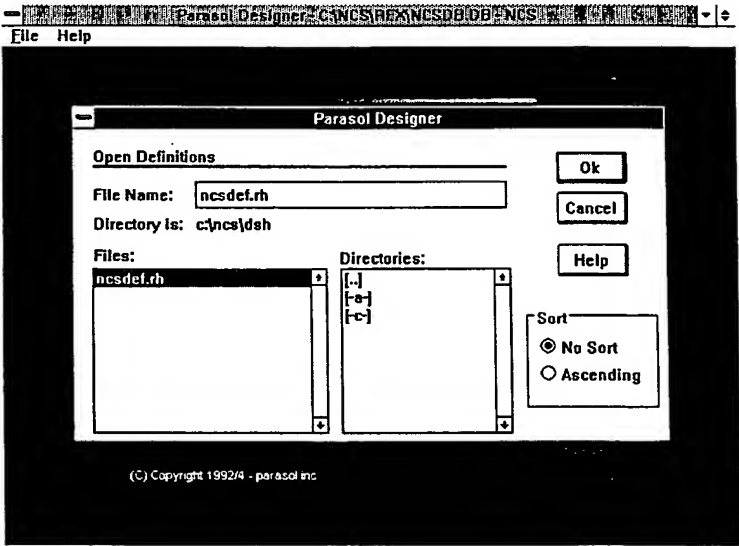 Parasol Designer - C:\NCS\REX\NCSDB.DB - NCS
File Help
Parasol Designer
Open Definitions
Ok
File Name: ncsdef.rh
Cancel
Directory is: c:\ncs\dsh
Files:
Directories:
Help
ncsdef.rh
[..]
[-a-]
[-c-]
Sort
No Sort
Ascending
(C) Copyright 1992/4 - parasol inc